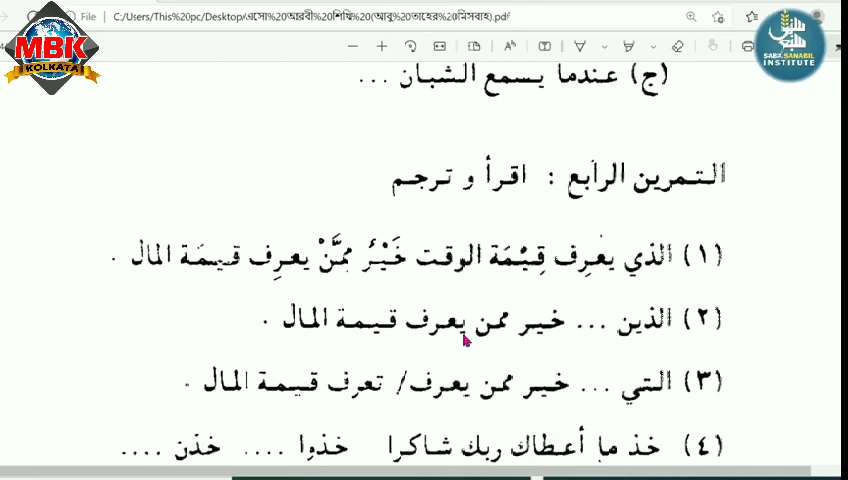 File | C:/Users/This%20pc/Desktop/এসো%20আরবী%20শিখি%20(আবু%20তাহের%20মিসবাহ).pdf
MBK
KOLKATA
SABA SANABIL
INSTITUTE
(ج) عندما يسمع الشبان ...
التمرين الرابع : اقرأ و ترجم
(١) الذي يعْرِف قِيْمَة الوقت خَيْرٌ مِمَّنْ يعرِف قيمَة المال .
(٢) الذين ... خير ممن يعرف قيمة المال .
(٣) التي ... خير ممن يعرف/ تعرف قيمة المال .
(٤) خذ ما أعطاك ربك شاكرا خذوا .... خذن ....